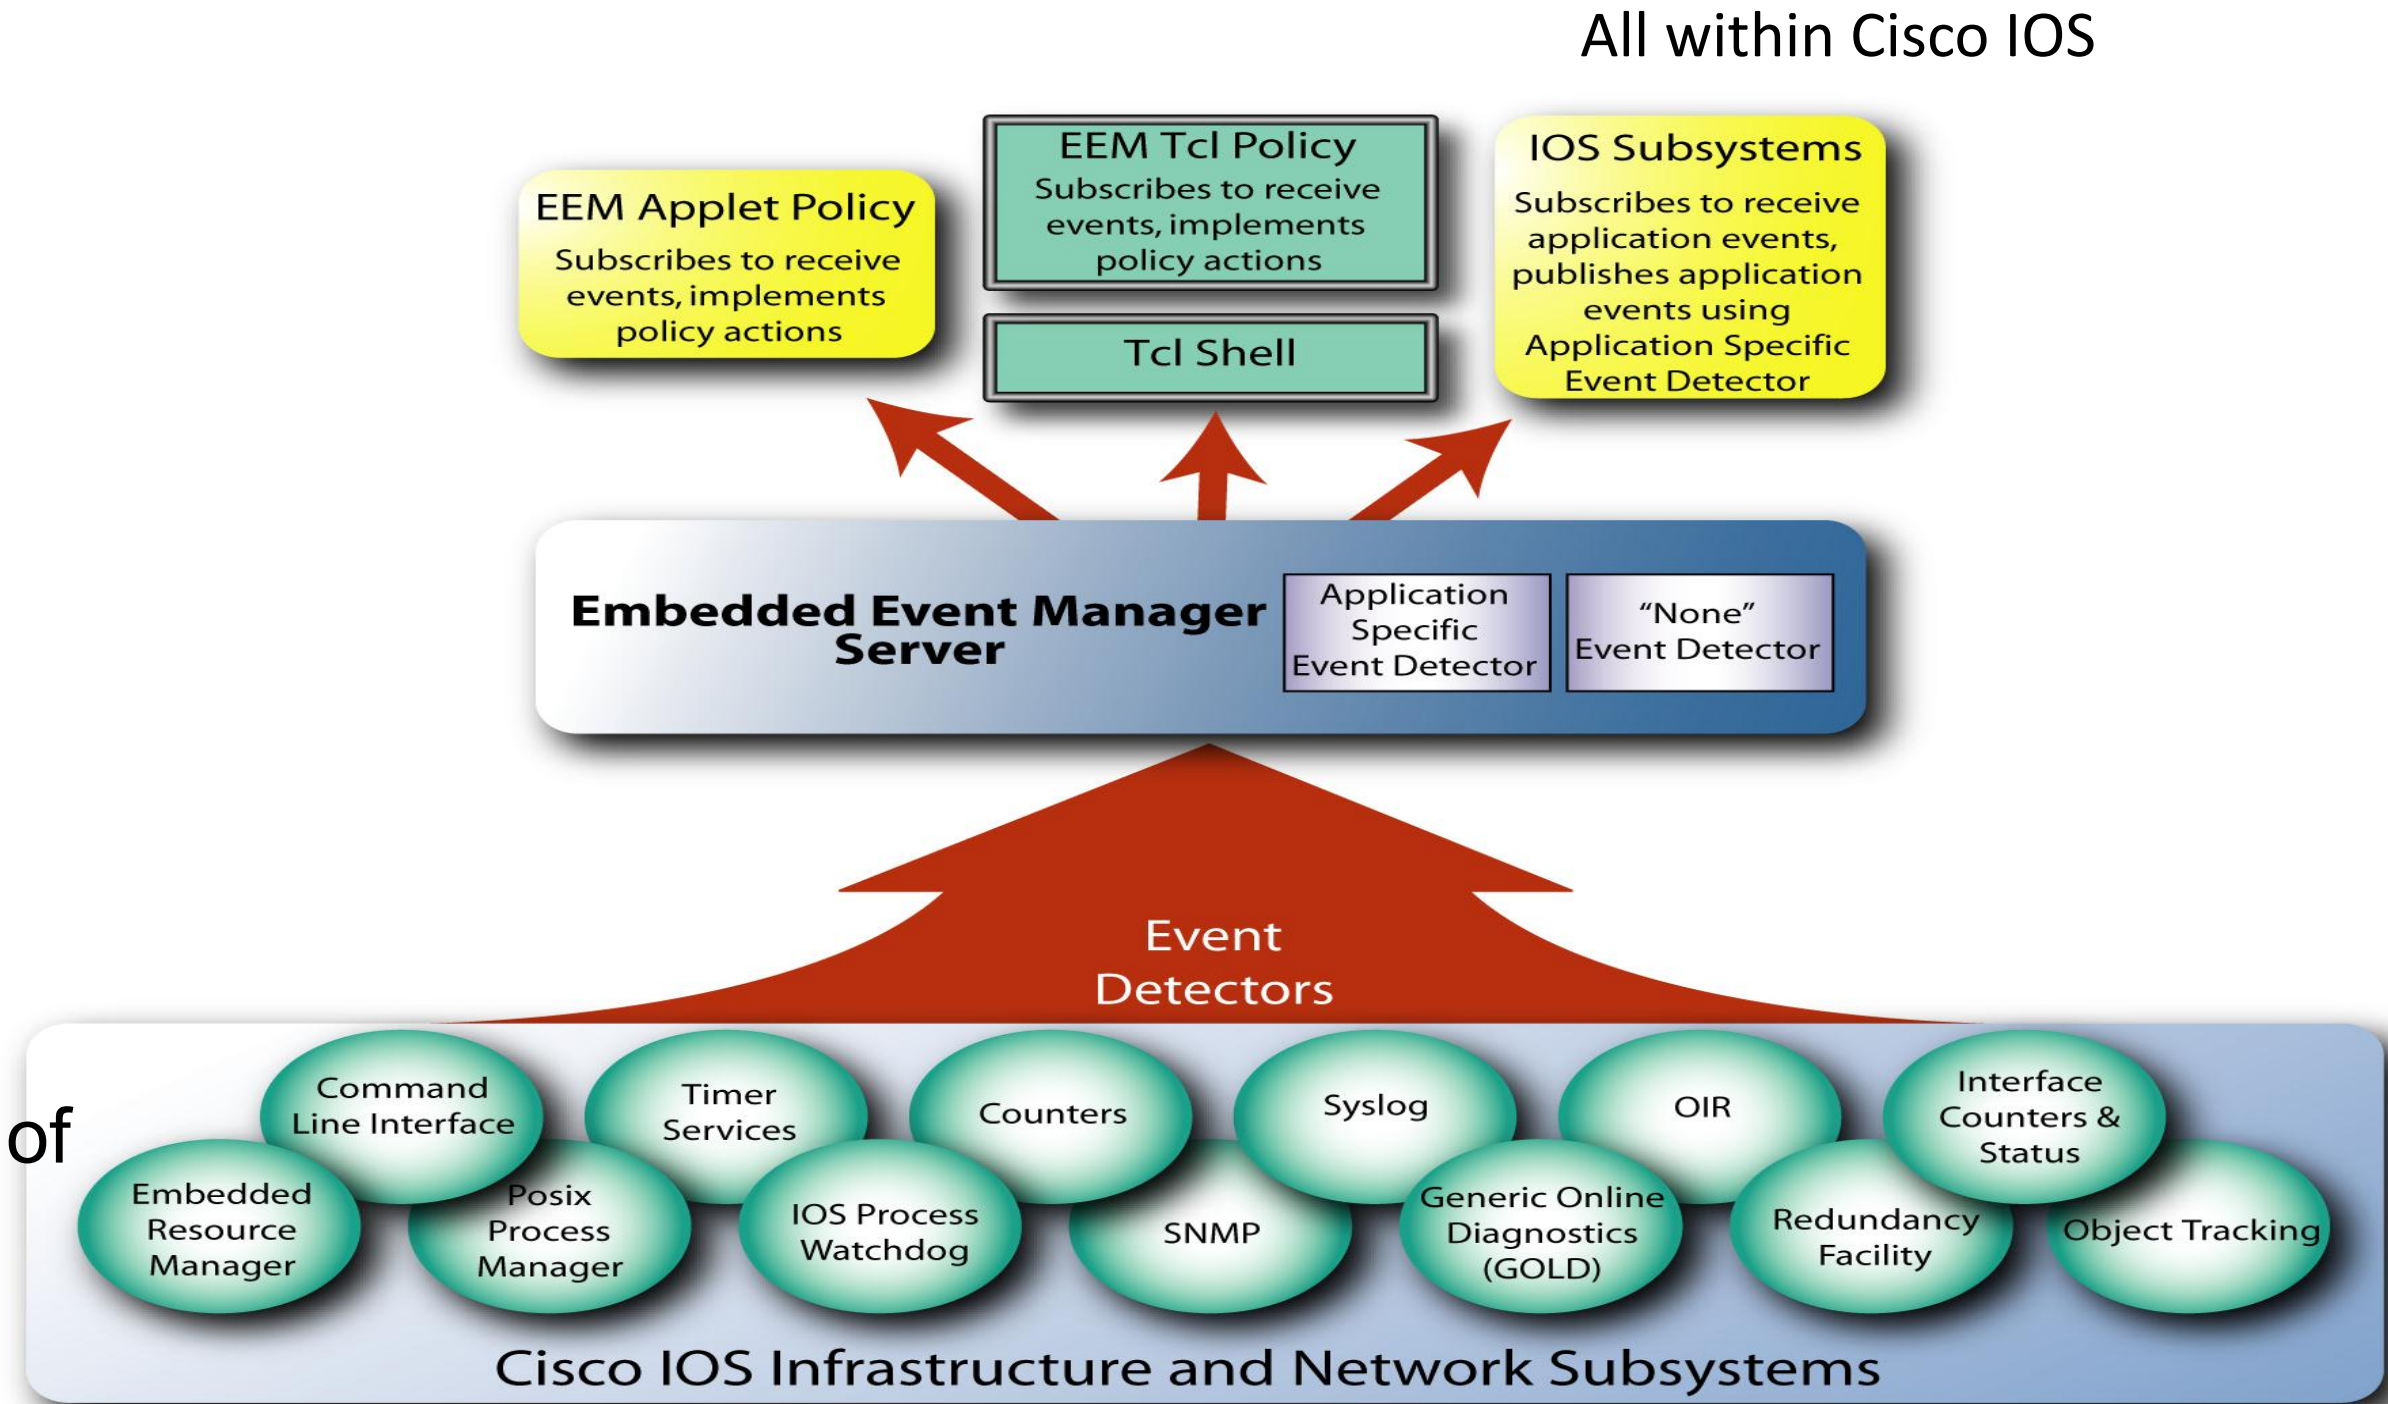 All within Cisco IOS
EEM Applet Policy
Subscribes to receive
events, implements
policy actions
EEM Tcl Policy
Subscribes to receive
events, implements
policy actions
Tcl Shell
IOS Subsystems
Subscribes to receive
application events,
publishes application
events using
Application Specific
Event Detector
Embedded Event Manager
Server
Application
Specific
Event Detector
“None”
Event Detector
Event
Detectors
of
Command
Line Interface
Timer
Services
Counters
Syslog
OIR
Interface
Counters &
Status
Embedded
Resource
Manager
Posix
Process
Manager
IOS Process
Watchdog
SNMP
Generic Online
Diagnostics
(GOLD)
Redundancy
Facility
Object Tracking
Cisco IOS Infrastructure and Network Subsystems